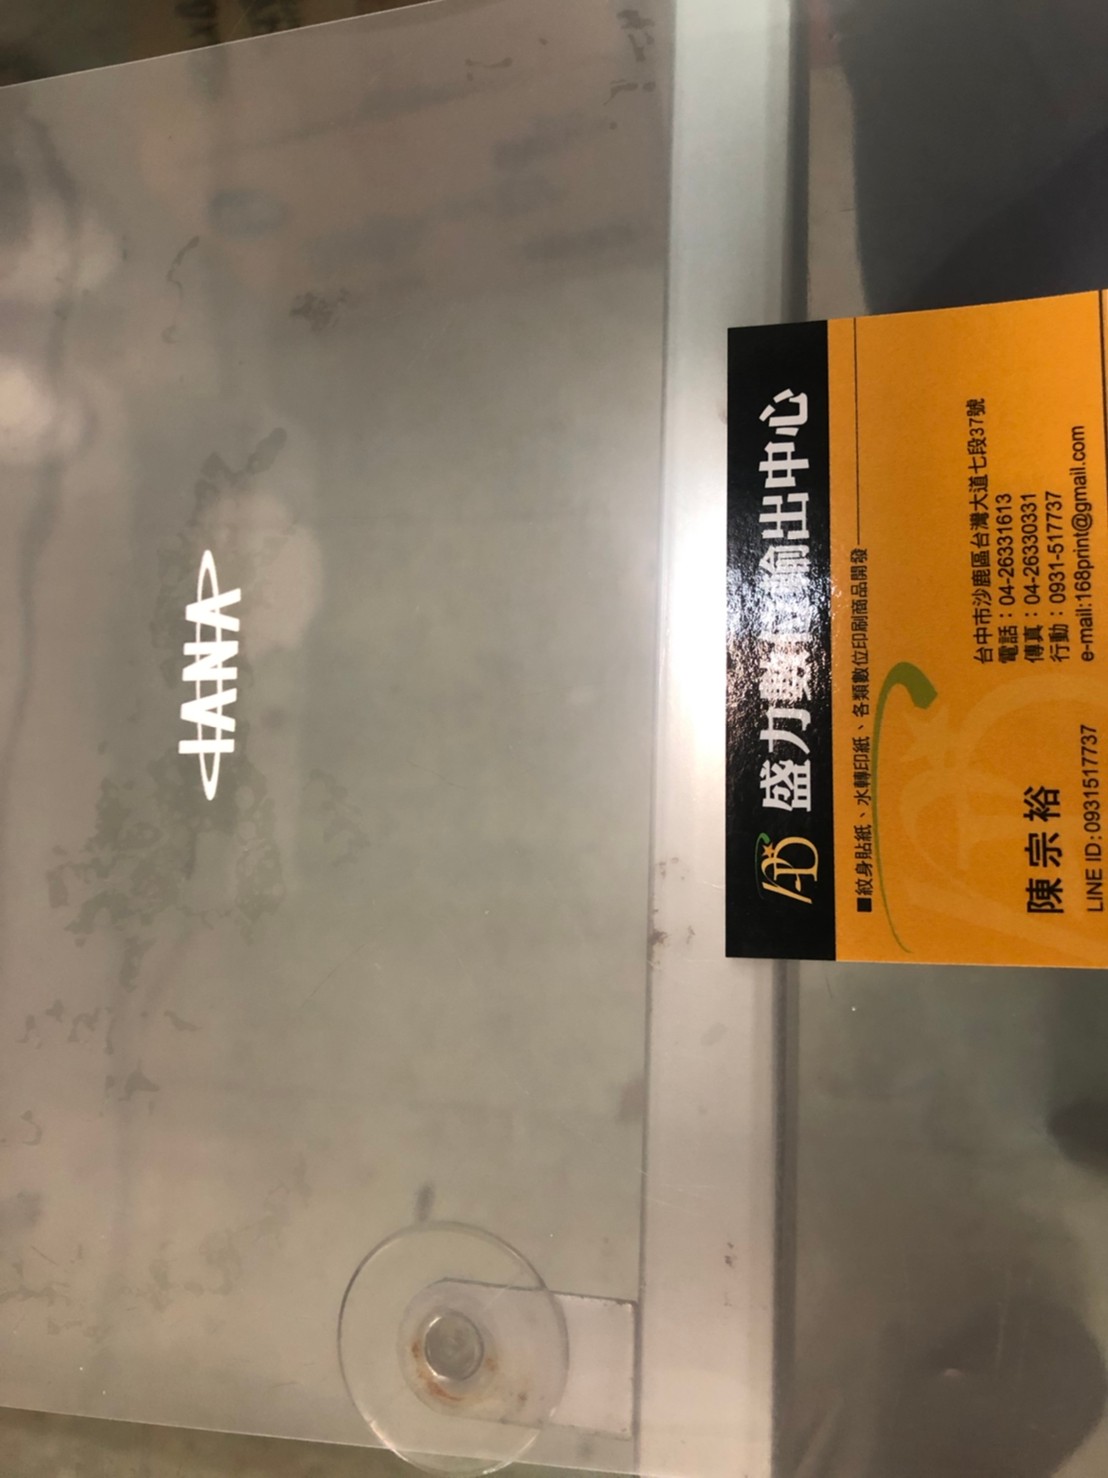 HANA
盛力數位輸出中心
■紋身貼紙、水轉印紙、各類數位印刷商品開發
台中市沙鹿區台灣大道七段37號
電話：04-26331613
傳真：04-26330331
行動：0931-517737
e-mail:168print@gmail.com
陳宗裕
LINE ID:0931517737